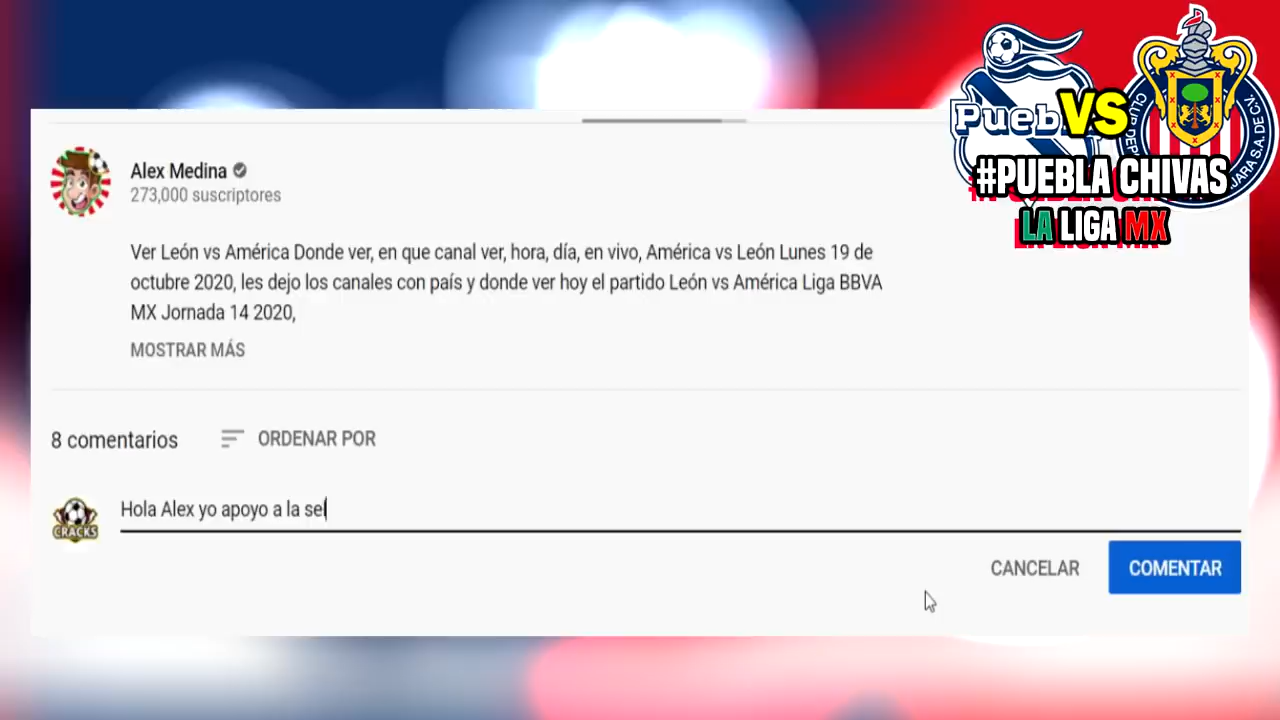 Puebl
VS
#PUEBLA CHIVAS
LA LIGA MX
Alex Medina
273,000 suscriptores
Ver León vs América Donde ver, en que canal ver, hora, día, en vivo, América vs León Lunes 19 de
octubre 2020, les dejo los canales con país y donde ver hoy el partido León vs América Liga BBVA
MX Jornada 14 2020,
MOSTRAR MÁS
8 comentarios
ORDENAR POR
CRACKS
Hola Alex yo apoyo a la sel
CANCELAR
COMENTAR